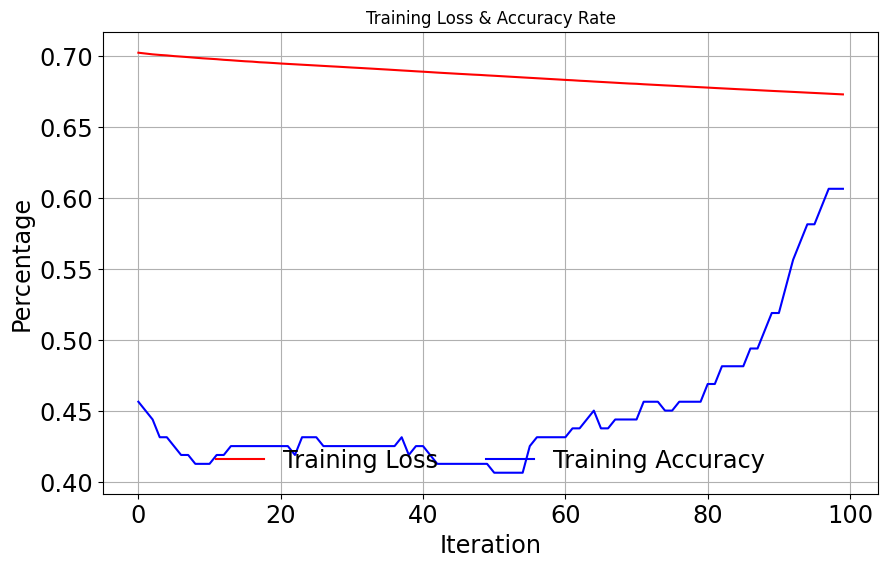 Training Loss & Accuracy Rate
Percentage
0.70
0.65
0.60
0.55
0.50
0.45
0.40
Training Loss Training Accuracy
0 20 40 60 80 100
Iteration